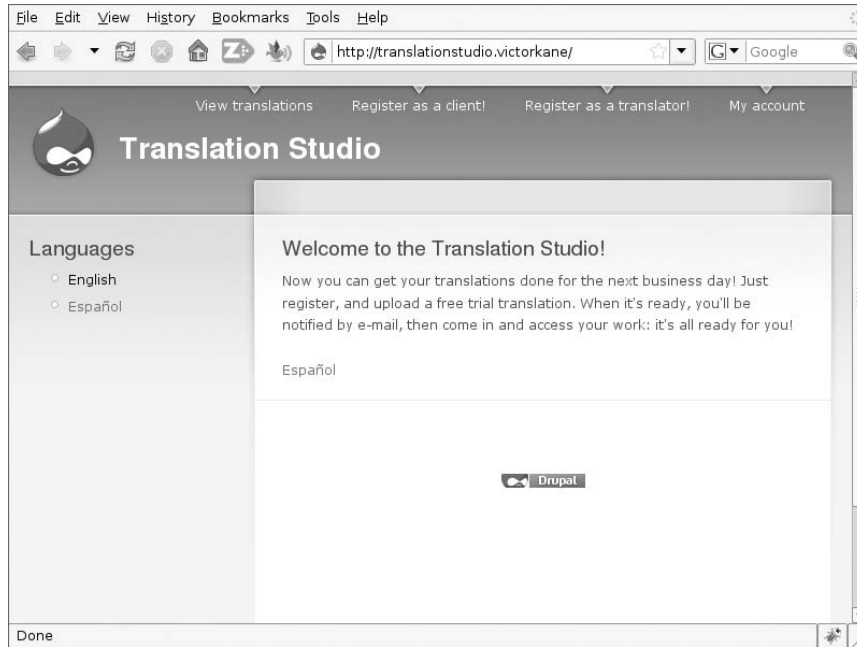 File Edit View History Bookmarks Tools Help
http://translationstudio.victorkane/ G Google
View translations Register as a client! Register as a translator! My account
Translation Studio
Languages
English
Español
Welcome to the Translation Studio!
Now you can get your translations done for the next business day! Just
register, and upload a free trial translation. When it's ready, you'll be
notified by e-mail, then come in and access your work: it's all ready for you!
Español
Drupal
Done